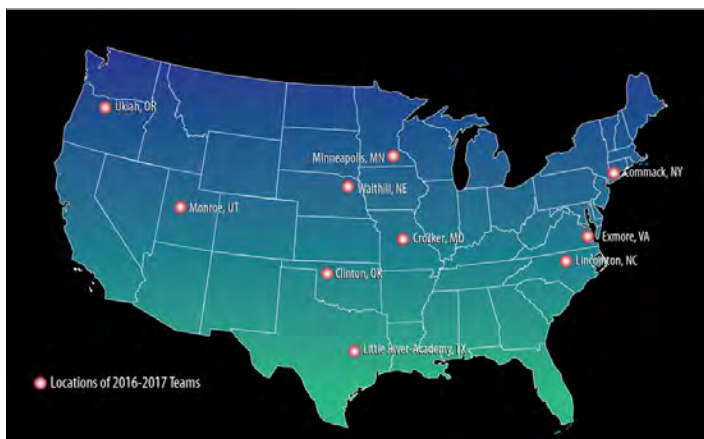 Ukiah, OR
Minneapolis, MN
Commack, NY
Walthill, NE
Monroe, UT
Crocker, MO
Exmore, VA
Lincolnton, NC
Clinton, OK
Little River-Academy, TX
Locations of 2016-2017 Teams